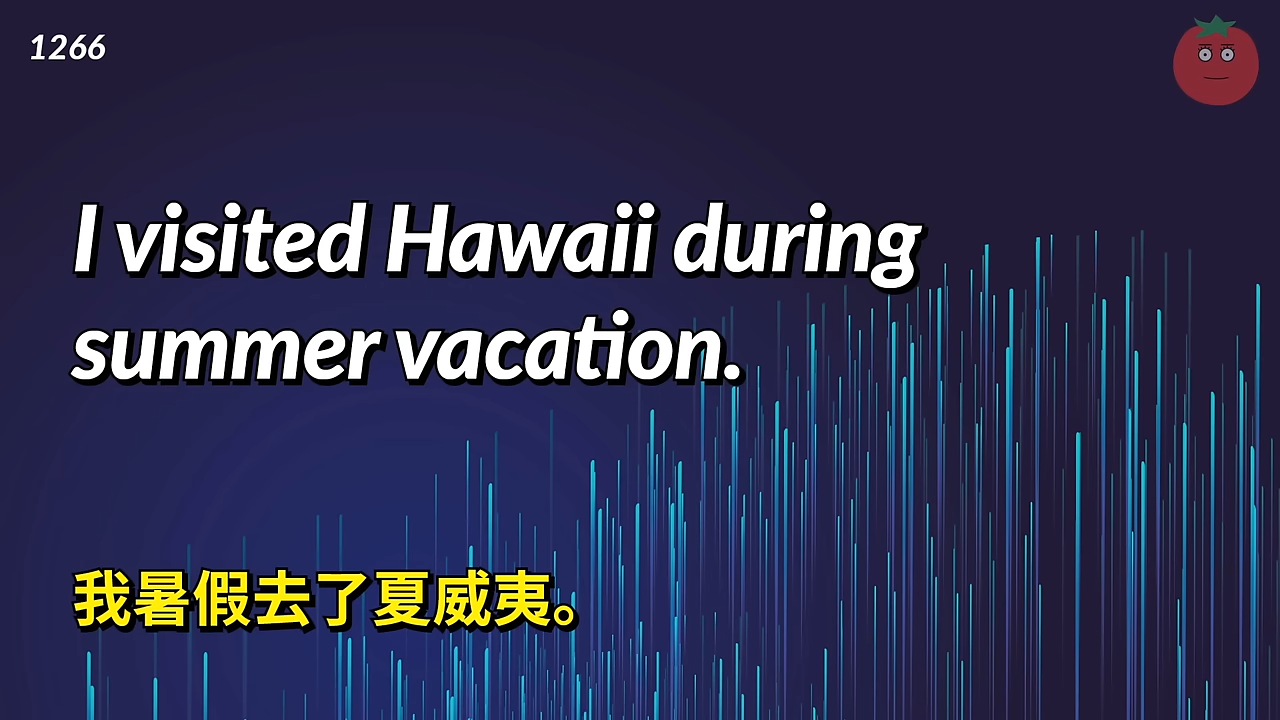 1266
I visited Hawaii during
summer vacation.
我暑假去了夏威夷。